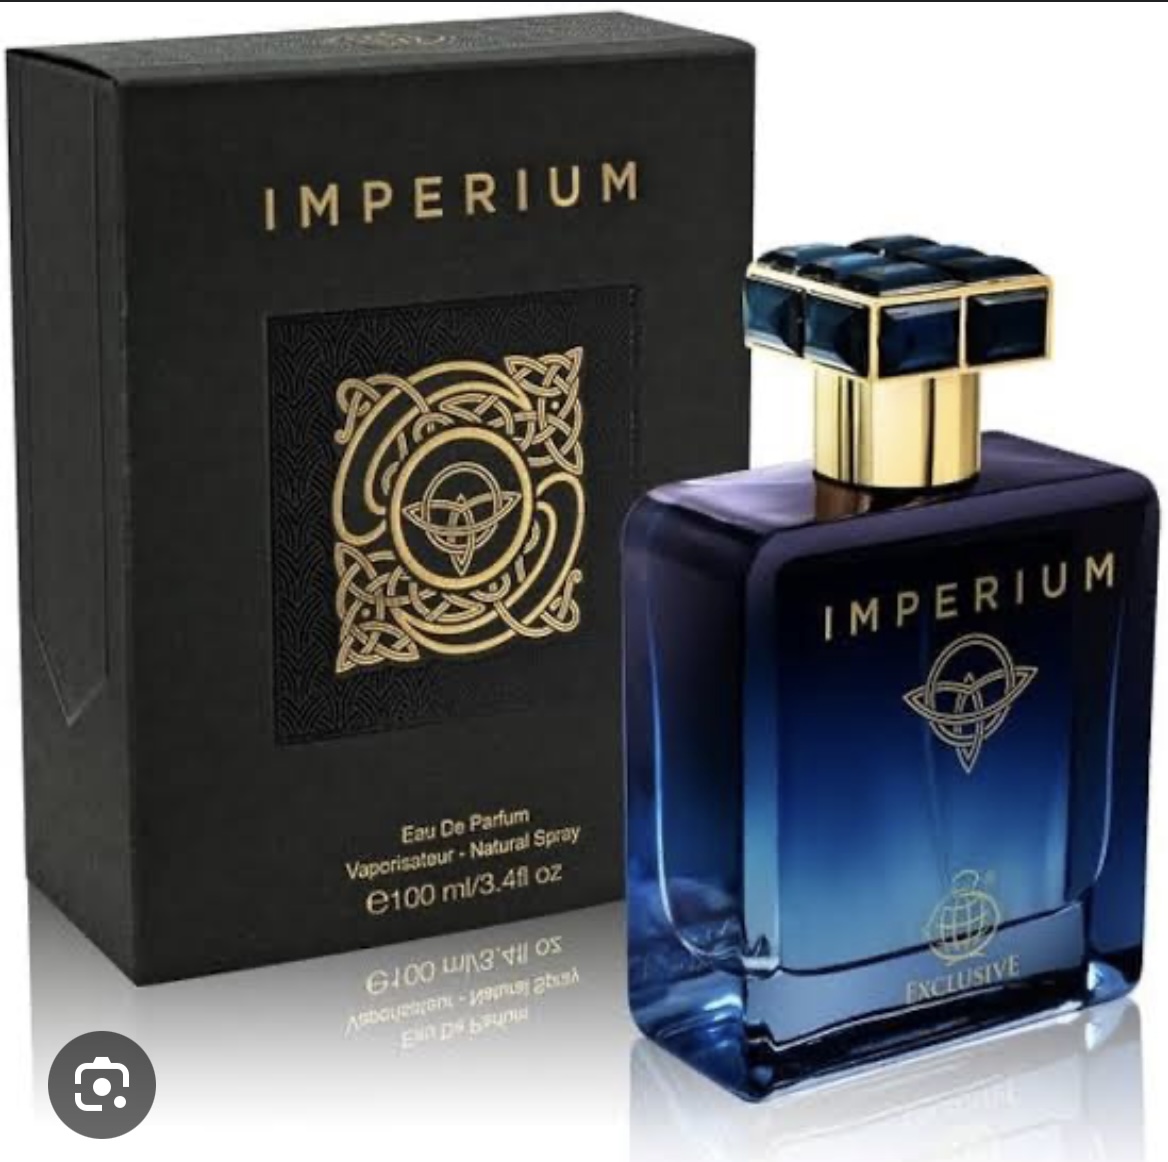 IMPERIUM
Eau De Parfum
Vaporisateur - Natural Spray
℮100 ml/3.4fl oz
IMPERIUM
®
EXCLUSIVE